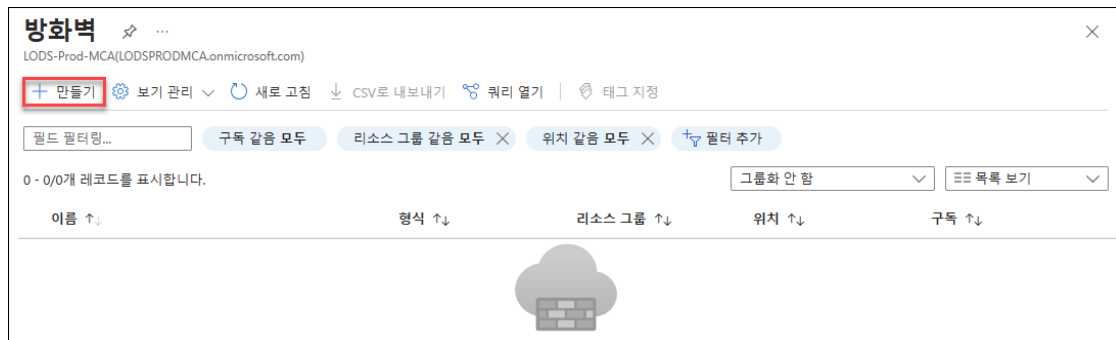 방화벽
LODS-Prod-MCA(LODSPRODMCA.onmicrosoft.com)
만들기 보기 관리 새로 고침 CSV로 내보내기 쿼리 열기 태그 지정
필드 필터링... 구독 같음 모두 리소스 그룹 같음 모두 위치 같음 모두 필터 추가
0 - 0/0개 레코드를 표시합니다. 그룹화 안 함 목록 보기
이름 ↑↓ 형식 ↑↓ 리소스 그룹 ↑↓ 위치 ↑↓ 구독 ↑↓